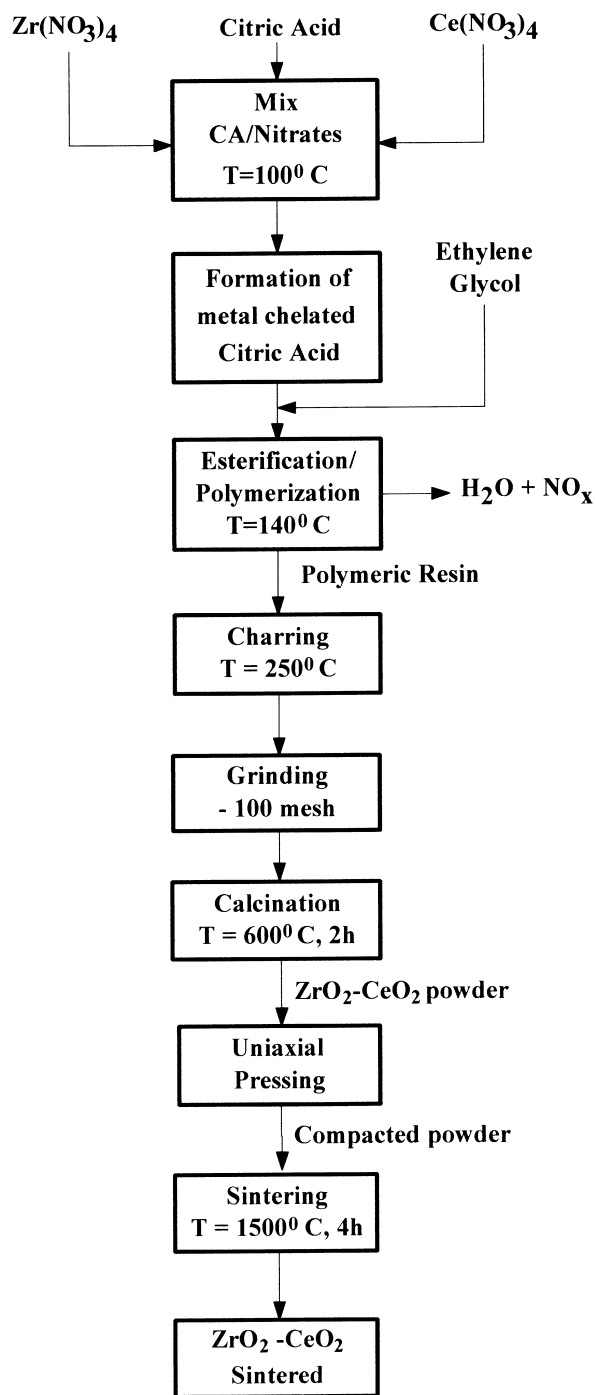 Zr(NO3)4
Citric Acid
Ce(NO3)4
Mix
CA/Nitrates
T=100⁰ C
Formation of
metal chelated
Citric Acid
Ethylene
Glycol
Esterification/
Polymerization
T=140⁰ C
H2O + NOx
Polymeric Resin
Charring
T = 250⁰ C
Grinding
- 100 mesh
Calcination
T = 600⁰ C, 2h
ZrO2-CeO2 powder
Uniaxial
Pressing
Compacted powder
Sintering
T = 1500⁰ C, 4h
ZrO2 -CeO2
Sintered